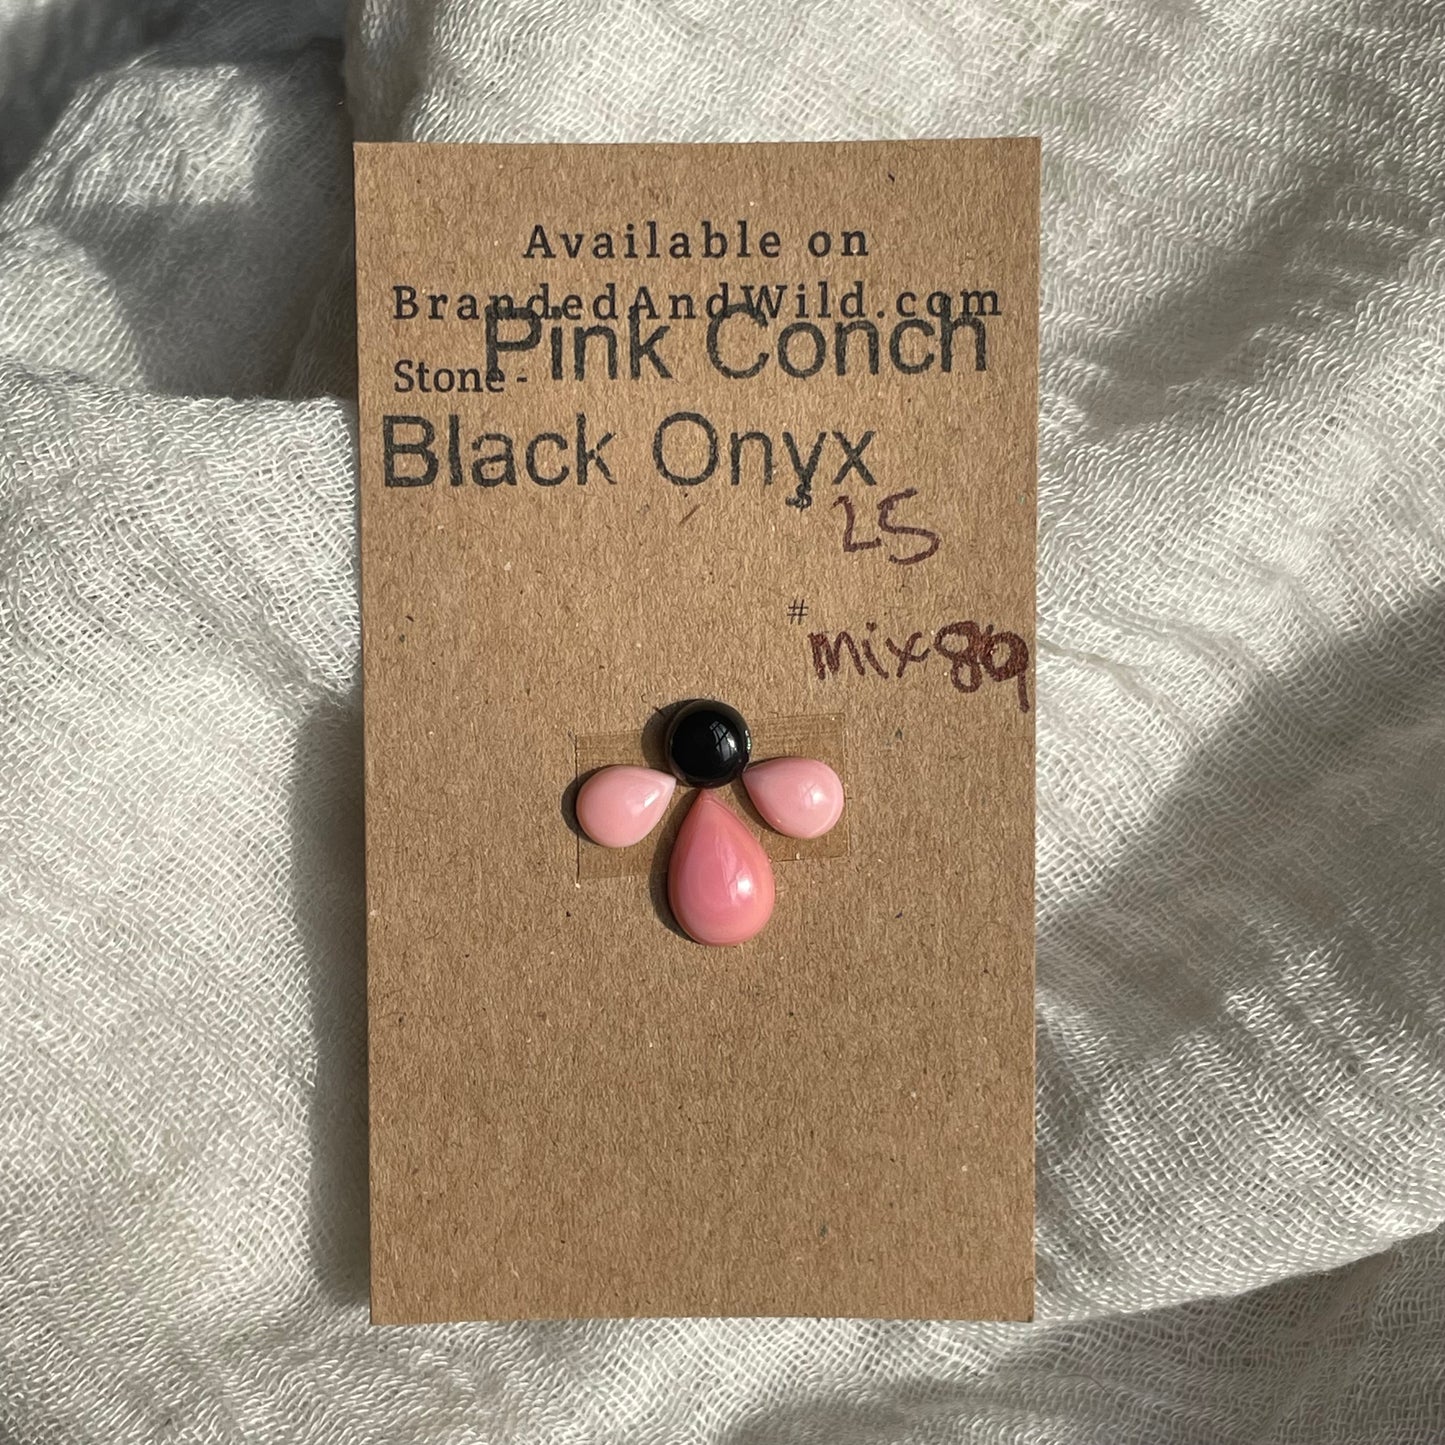 Available on
BrandedAndWild.com
Stone - Pink Conch
Black Onyx
$ 25
#
mix89